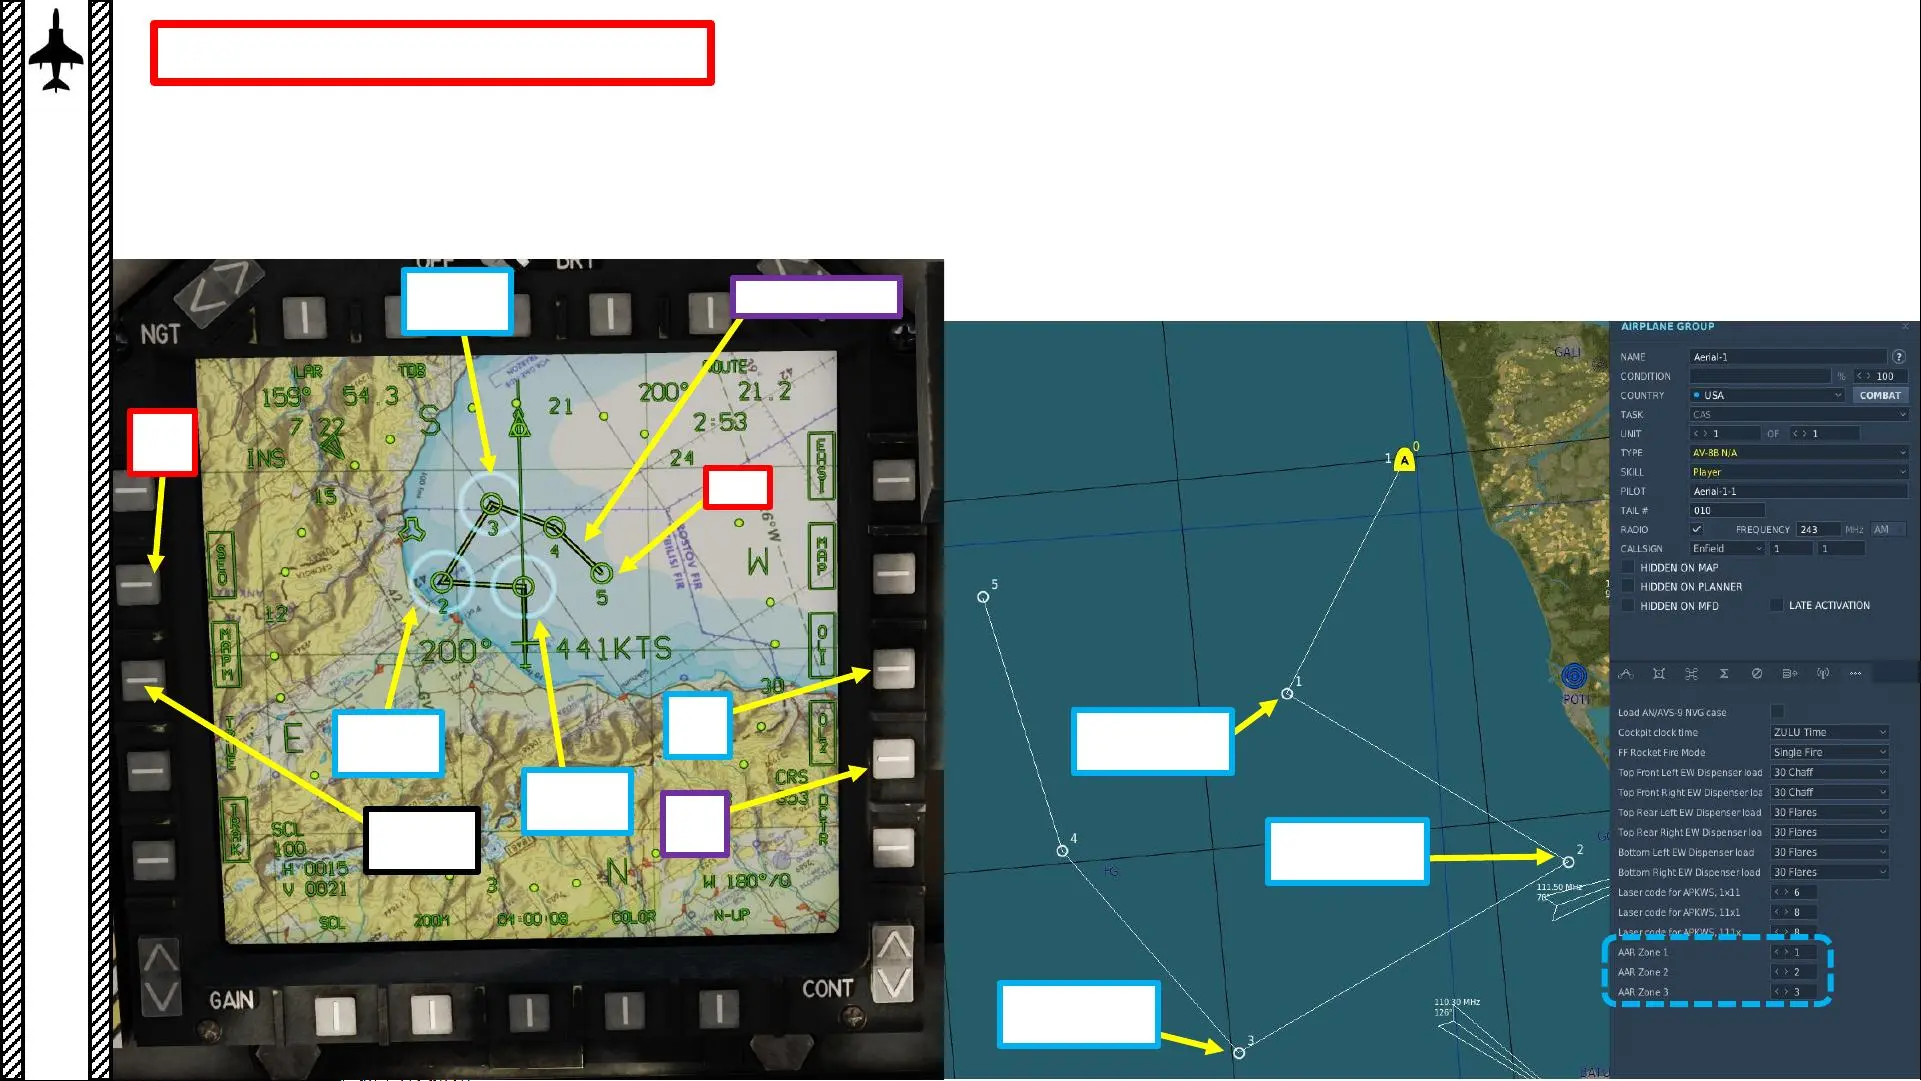 OFF
BRT
NGT
LAR
TDB
ROUTE
159°
54.3
S
21
200°
21.2
7 22
2:53
INS
24
15
EHSI
W
MAP
SEQ
3
4
5
2
12
OL1
MAPM
200°
441KTS
30
E
TRUE
OL2
CRS
353
TMRK
SCL
100
H 0015
V 0021
3
N
W 180°/0
DCTR
SCL
ZOOM
01:00:08
COLOR
N-UP
GAIN
CONT
GALI
0
1
A
5
1
POTI
4
2
111.50 MHz
3
110.30 MHz
126°
AIRPLANE GROUP
NAME Aerial-1 ?
CONDITION % < > 100
COUNTRY USA COMBAT
TASK CAS
UNIT < > 1 OF < > 1
TYPE AV-8B N/A
SKILL Player
PILOT Aerial-1-1
TAIL # 010
RADIO FREQUENCY 243 MHz AM
CALLSIGN Enfield 1 1
HIDDEN ON MAP
HIDDEN ON PLANNER
HIDDEN ON MFD LATE ACTIVATION
Load AN/AVS-9 NVG case
Cockpit clock time ZULU Time
FF Rocket Fire Mode Single Fire
Top Front Left EW Dispenser load 30 Chaff
Top Front Right EW Dispenser loa 30 Chaff
Top Rear Left EW Dispenser load 30 Flares
Top Rear Right EW Dispenser loa 30 Flares
Bottom Left EW Dispenser load 30 Flares
Bottom Right EW Dispenser load 30 Flares
Laser code for APKWS, 1x11 < > 6
Laser code for APKWS, 11x1 < > 8
Laser code for APKWS, 111x < > 8
AAR Zone 1 < > 1
AAR Zone 2 < > 2
AAR Zone 3 < > 3